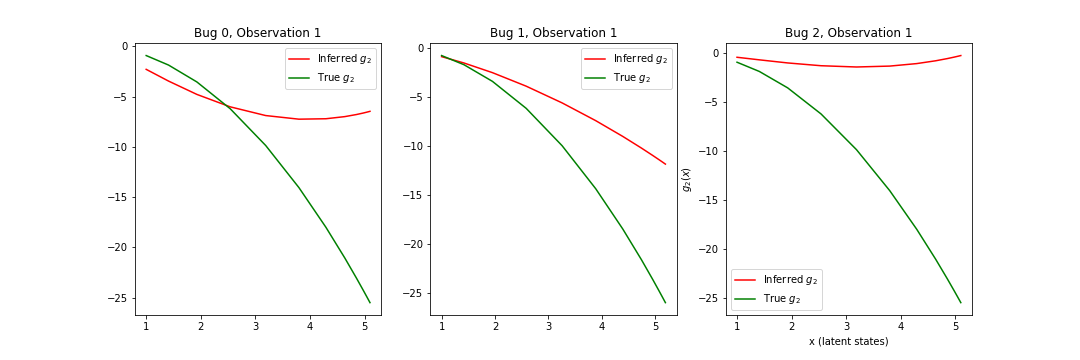 Bug 0, Observation 1
0
−5
−10
−15
−20
−25
1 2 3 4 5
Inferred g₂
True g₂
Bug 1, Observation 1
0
−5
−10
−15
−20
−25
1 2 3 4 5
Inferred g₂
True g₂
Bug 2, Observation 1
g₂(x)
0
−5
−10
−15
−20
−25
Inferred g₂
True g₂
1 2 3 4 5
x (latent states)